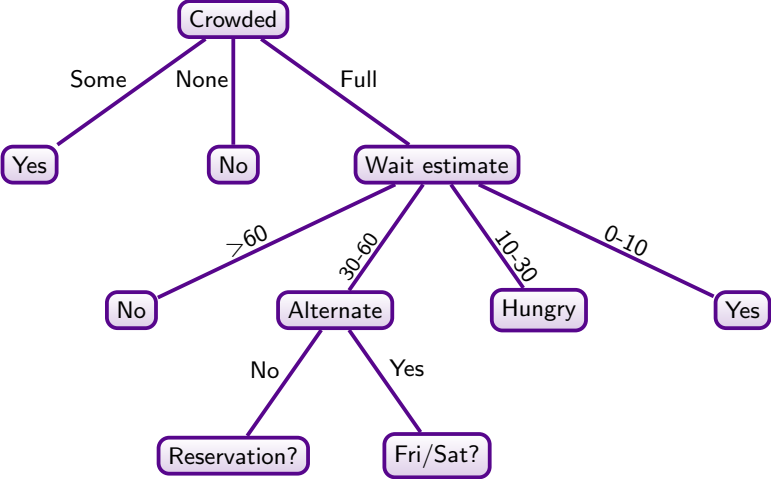 Crowded
Some
None
Full
Yes
No
Wait estimate
>60
30-60
10-30
0-10
No
Alternate
Hungry
Yes
No
Yes
Reservation?
Fri/Sat?